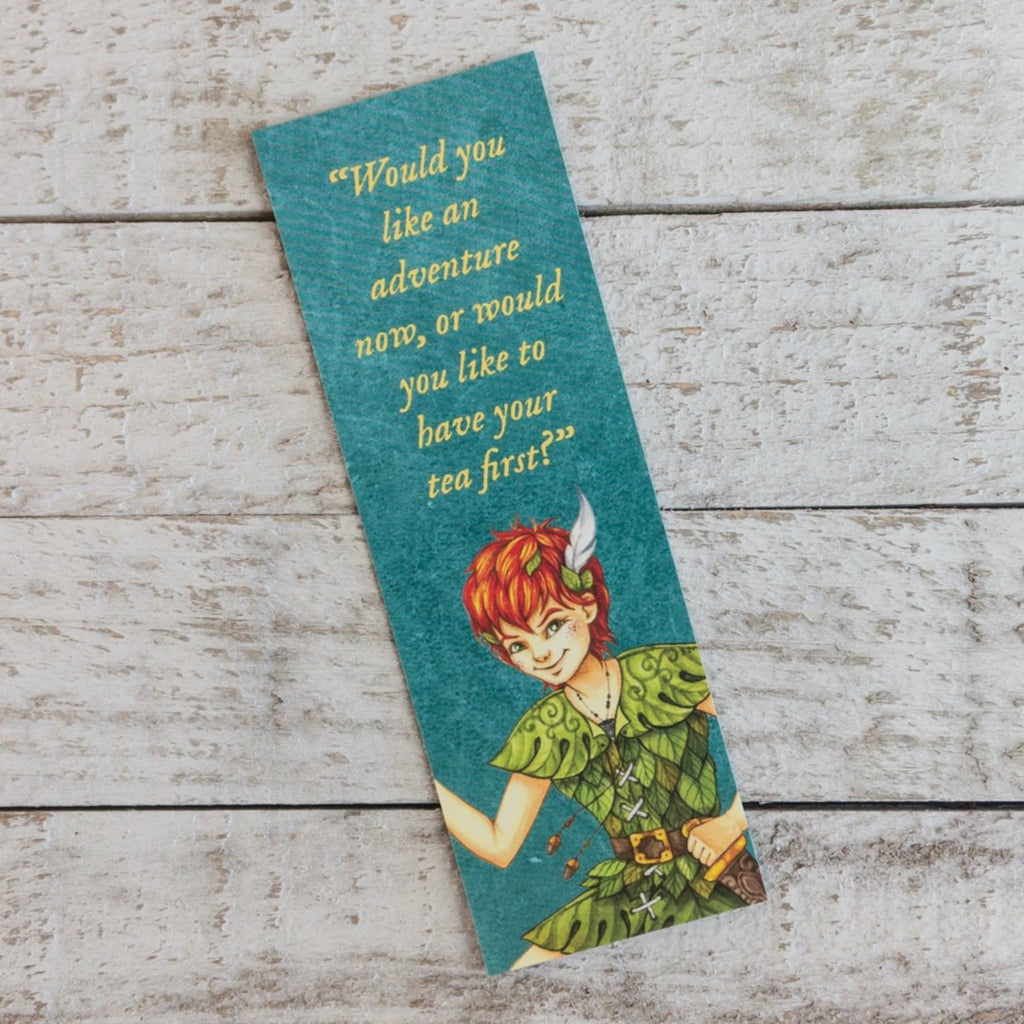 “Would you
like an
adventure
now, or would
you like to
have your
tea first?”